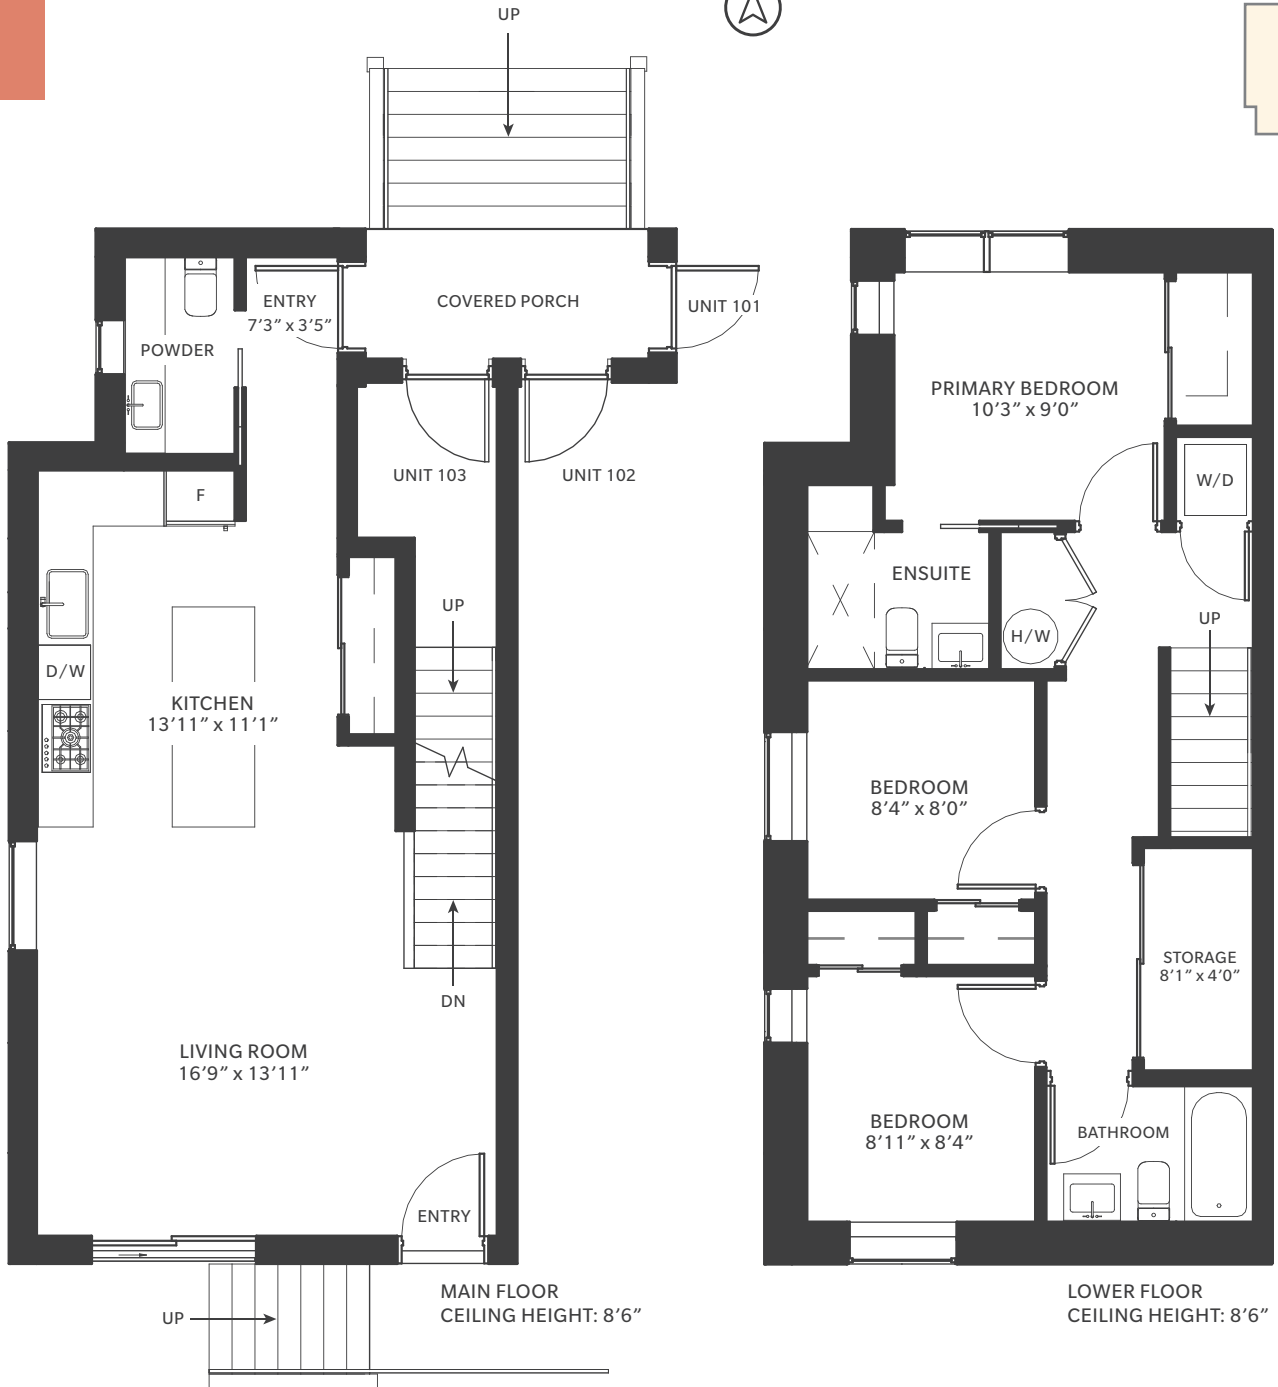 UP
ENTRY
7’3” x 3’5”
COVERED PORCH
UNIT 101
POWDER
UNIT 103
UNIT 102
F
UP
D/W
KITCHEN
13’11” x 11’1”
DN
LIVING ROOM
16’9” x 13’11”
ENTRY
UP
MAIN FLOOR
CEILING HEIGHT: 8’6”
PRIMARY BEDROOM
10’3” x 9’0”
W/D
ENSUITE
H/W
UP
BEDROOM
8’4” x 8’0”
STORAGE
8’1” x 4’0”
BEDROOM
8’11” x 8’4”
BATHROOM
LOWER FLOOR
CEILING HEIGHT: 8’6”